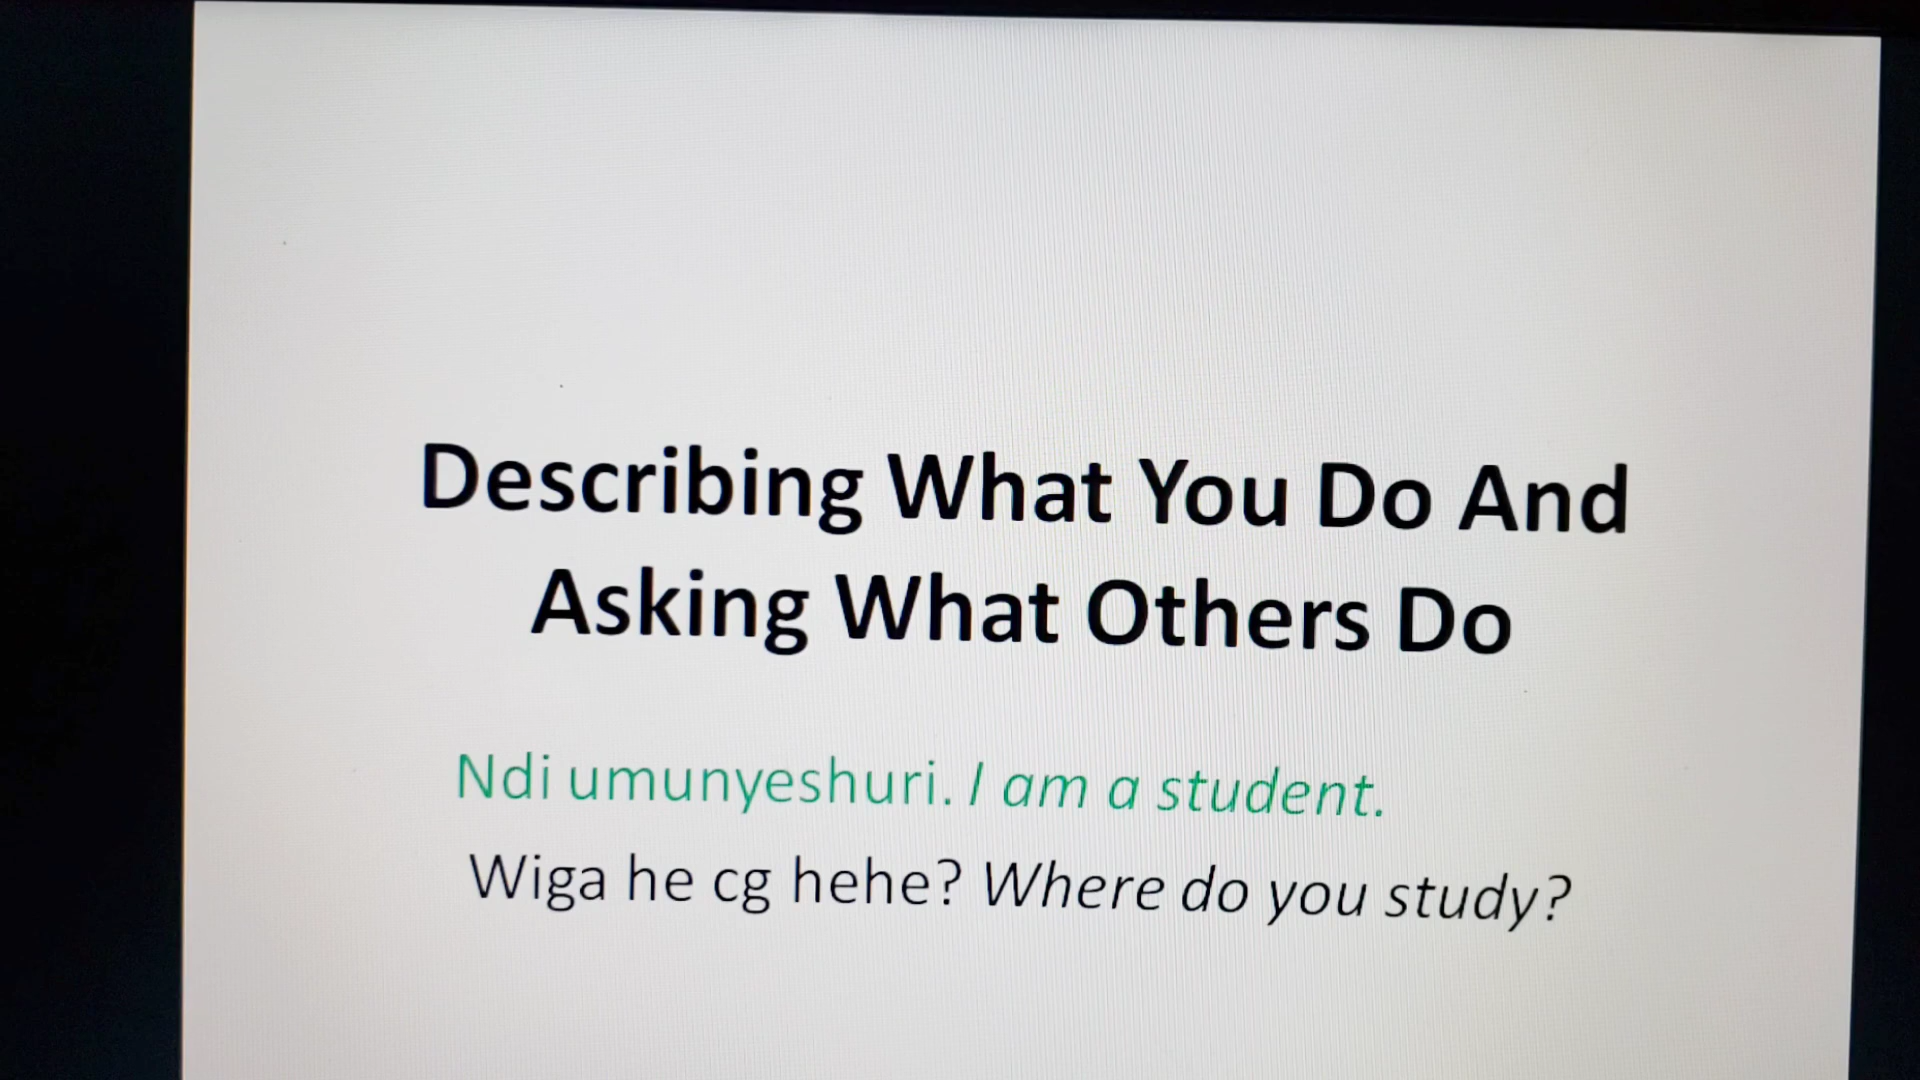 Describing What You Do And
Asking What Others Do
Ndi umunyeshuri. I am a student.
Wiga he cg hehe? Where do you study?